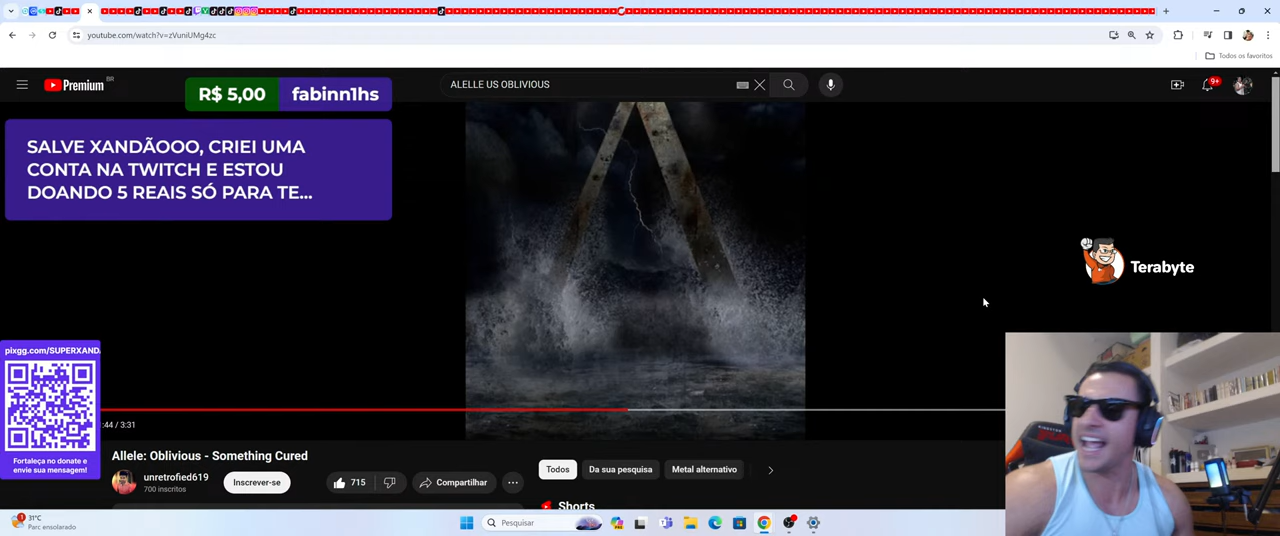 youtube.com/watch?v=zVuniUMg4zc
Todos os favoritos
Premium BR
ALELLE US OBLIVIOUS
9+
R$ 5,00 fabinn1hs
SALVE XANDÃOOO, CRIEI UMA
CONTA NA TWITCH E ESTOU
DOANDO 5 REAIS SÓ PARA TE...
Terabyte
pixgg.com/SUPERXAND
Fortaleça no donate e
envie sua mensagem!
:44 / 3:31
Allele: Oblivious - Something Cured
unretrofied619
700 inscritos
Inscrever-se
715
Compartilhar
Todos
Da sua pesquisa
Metal alternativo
Shorts
31°C
Parc ensolarado
Pesquisar